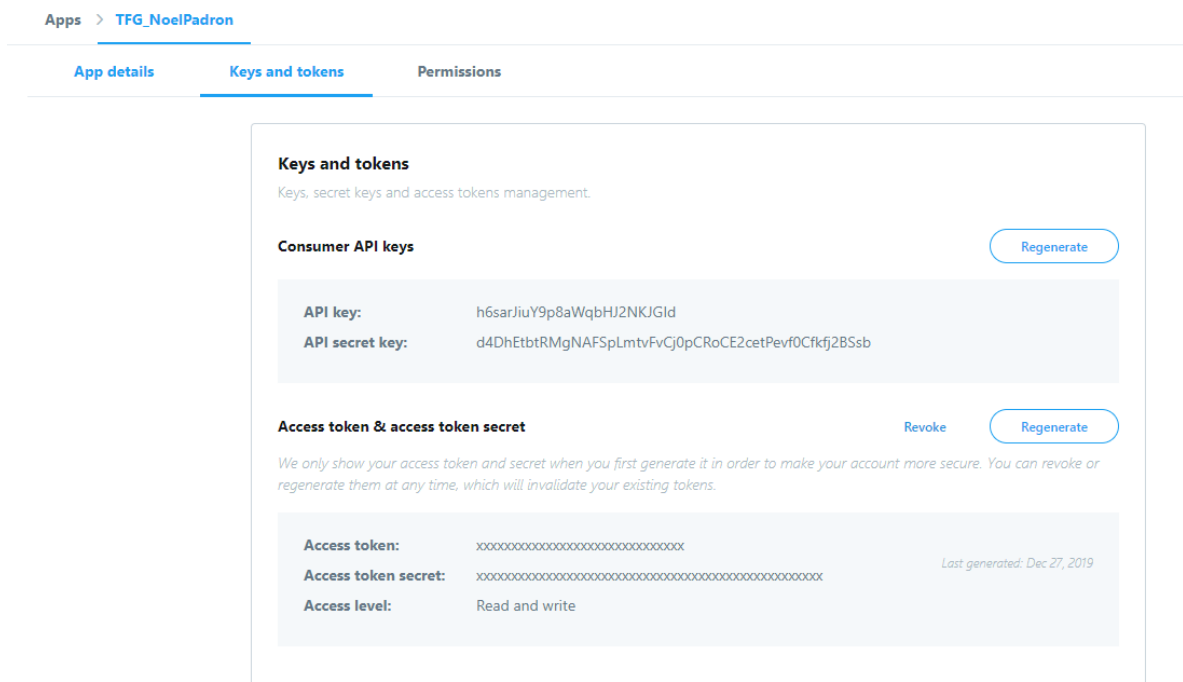 Apps > TFG_NoelPadron
App details Keys and tokens Permissions
Keys and tokens
Keys, secret keys and access tokens management.
Consumer API keys Regenerate
API key: h6sarJiuY9p8aWqbHJ2NKJGId
API secret key: d4DhEtbtRMgNAFSpLmtvFvCj0pCRoCE2cetPevf0Cfkfj2BSsb
Access token & access token secret Revoke Regenerate
We only show your access token and secret when you first generate it in order to make your account more secure. You can revoke or
regenerate them at any time, which will invalidate your existing tokens.
Access token: xxxxxxxxxxxxxxxxxxxxxxxxxxxxxx
Last generated: Dec 27, 2019
Access token secret: xxxxxxxxxxxxxxxxxxxxxxxxxxxxxxxxxxxxxxxxxxxxxxxxxx
Access level: Read and write